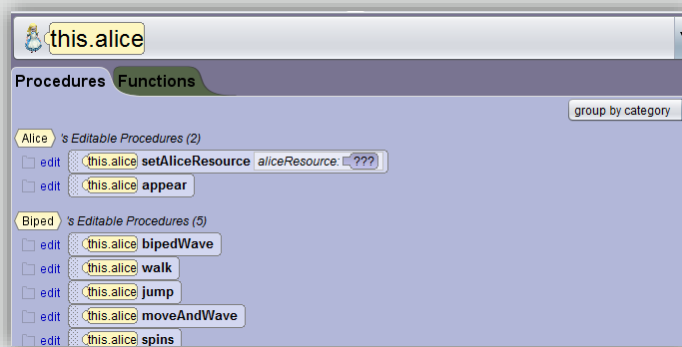 this.alice
Procedures Functions
group by category
Alice 's Editable Procedures (2)
edit this.alice setAliceResource aliceResource: ???
edit this.alice appear
Biped 's Editable Procedures (5)
edit this.alice bipedWave
edit this.alice walk
edit this.alice jump
edit this.alice moveAndWave
edit this.alice spins